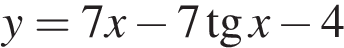 y = 7x − 7 tg x − 4